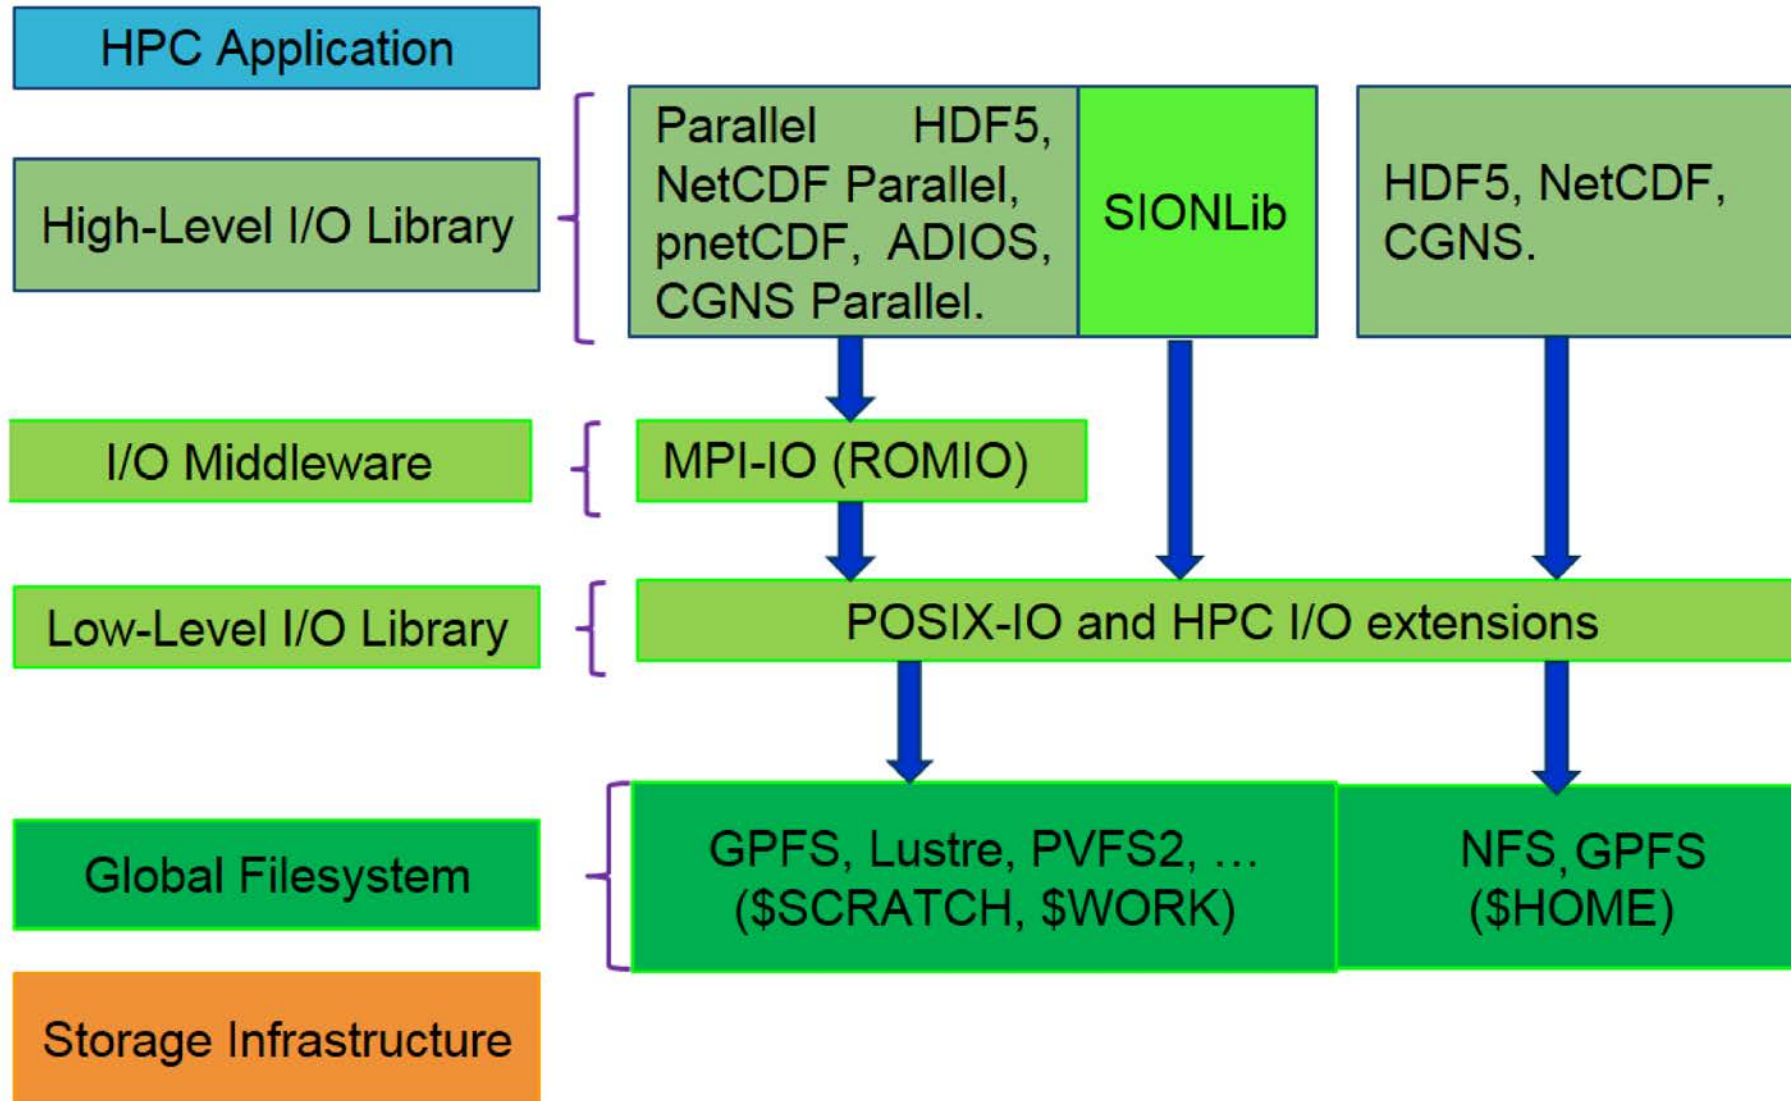 HPC Application
High-Level I/O Library
Parallel HDF5,
NetCDF Parallel,
pnetCDF, ADIOS,
CGNS Parallel.
SIONLib
HDF5, NetCDF,
CGNS.
I/O Middleware
MPI-IO (ROMIO)
Low-Level I/O Library
POSIX-IO and HPC I/O extensions
Global Filesystem
GPFS, Lustre, PVFS2, …
($SCRATCH, $WORK)
NFS, GPFS
($HOME)
Storage Infrastructure